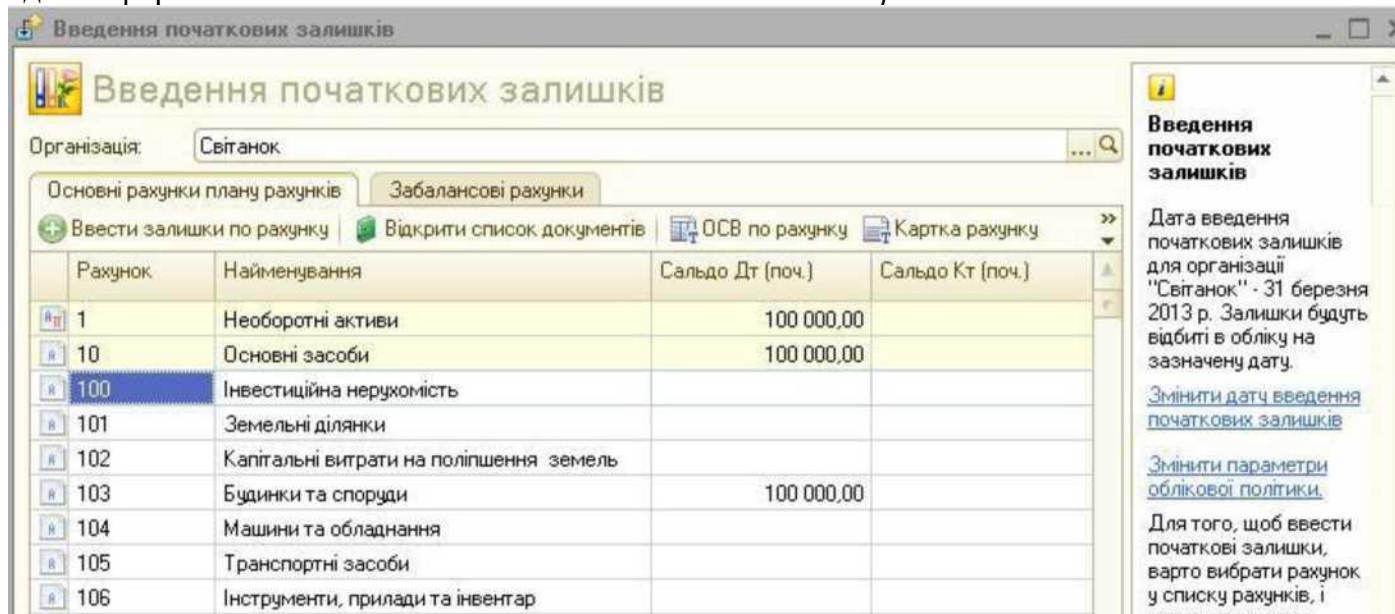 Введення початкових залишків
Введення початкових залишків
Організація: Світанок ...
Основні рахунки плану рахунків Забалансові рахунки
Ввести залишки по рахунку Відкрити список документів ОСВ по рахунку Картка рахунку
Рахунок Найменування Сальдо Дт (поч.) Сальдо Кт (поч.)
1 Необоротні активи 100 000,00
10 Основні засоби 100 000,00
100 Інвестиційна нерухомість
101 Земельні ділянки
102 Капітальні витрати на поліпшення земель
103 Будинки та споруди 100 000,00
104 Машини та обладнання
105 Транспортні засоби
106 Інструменти, прилади та інвентар
Введення
початкових
залишків
Дата введення
початкових залишків
для організації
"Світанок" - 31 березня
2013 р. Залишки будуть
відбиті в обліку на
зазначену дату.
Змінити дату введення
початкових залишків
Змінити параметри
облікової політики.
Для того, щоб ввести
початкові залишки,
варто вибрати рахунок
у списку рахунків, і